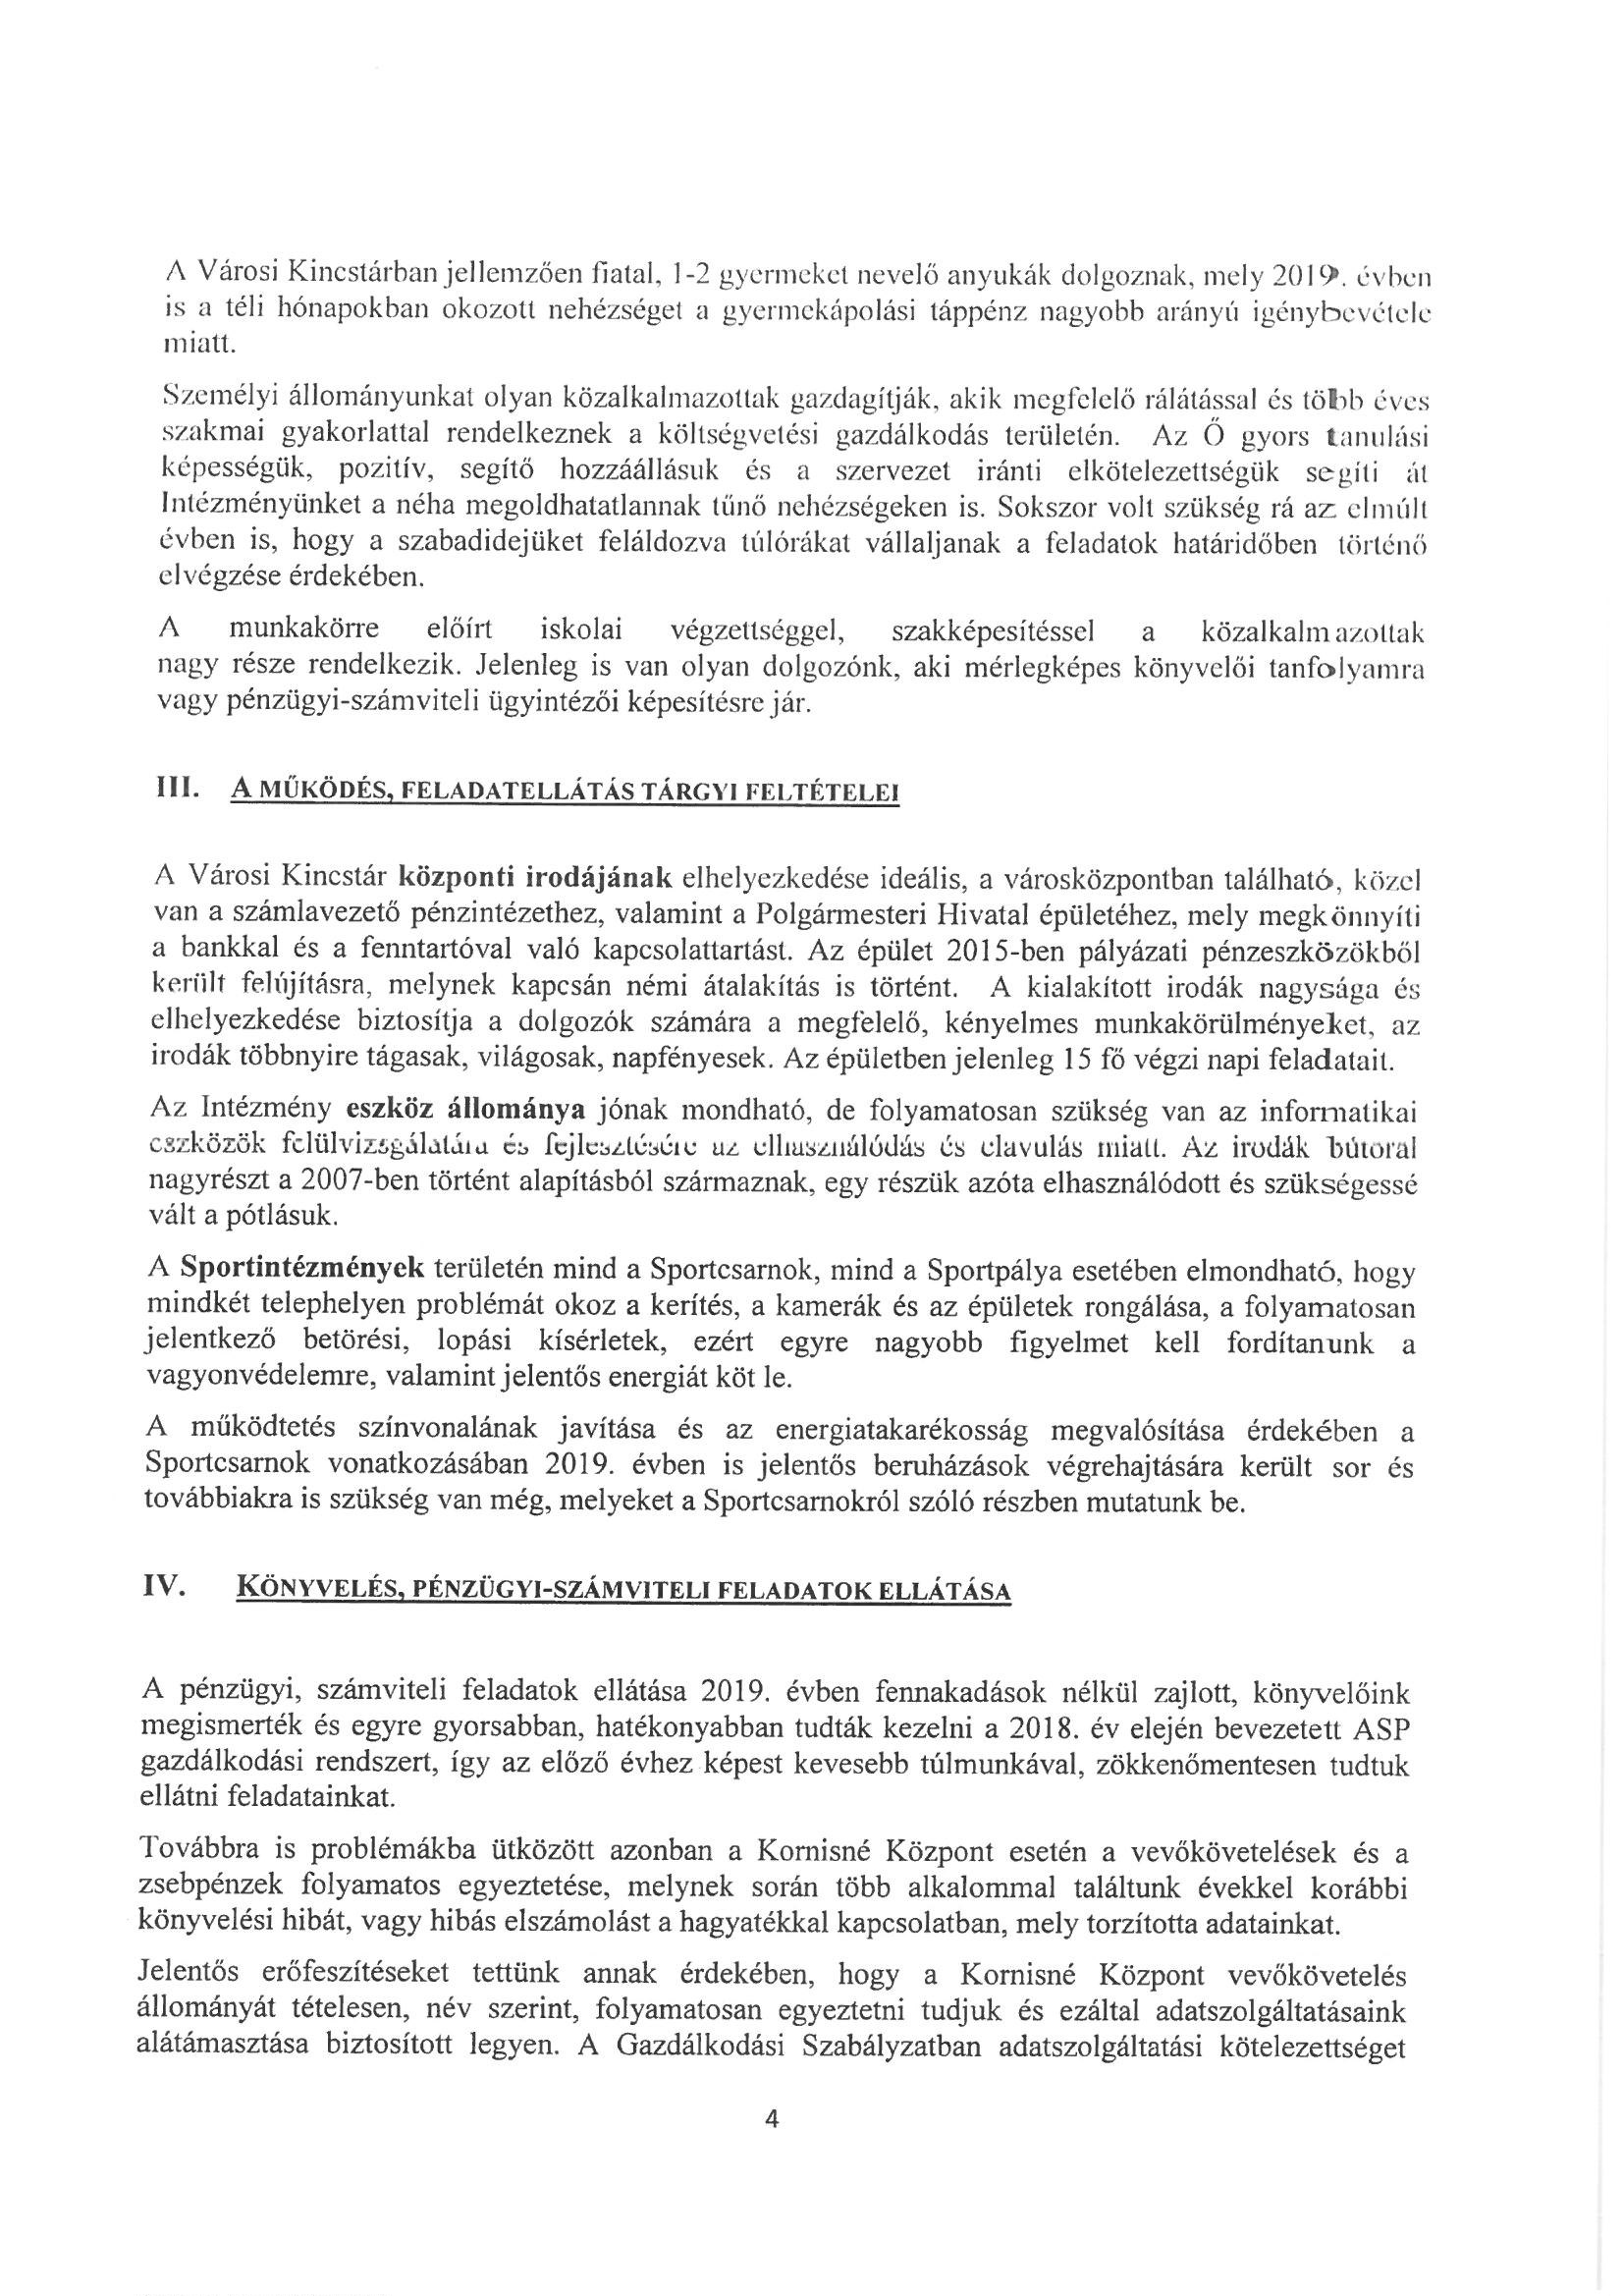 A Városi Kincstárban jellemzően fiatal, 1-2 gyermeket nevelő anyukák dolgoznak, mely 2019. évben
is a téli hónapokban okozott nehézséget a gyermekápolási táppénz nagyobb arányú igénybevétele
miatt.
Személyi állományunkat olyan közalkalmazottak gazdagítják, akik megfelelő rálátással és több éves
szakmai gyakorlattal rendelkeznek a költségvetési gazdálkodás területén. Az Ő gyors tanulási
képességük, pozitív, segítő hozzáállásuk és a szervezet iránti elkötelezettségük segíti át
Intézményünket a néha megoldhatatlannak tűnő nehézségeken is. Sokszor volt szükség rá az elmúlt
évben is, hogy a szabadidejüket feláldozva túlórákat vállaljanak a feladatok határidőben történő
elvégzése érdekében.
A munkakörre előírt iskolai végzettséggel, szakképesítéssel a közalkalmazottak
nagy része rendelkezik. Jelenleg is van olyan dolgozónk, aki mérlegképes könyvelői tanfolyamra
vagy pénzügyi-számviteli ügyintézői képesítésre jár.
III. A MŰKÖDÉS, FELADATELLÁTÁS TÁRGYI FELTÉTELEI
A Városi Kincstár központi irodájának elhelyezkedése ideális, a városközpontban található, közel
van a számlavezető pénzintézethez, valamint a Polgármesteri Hivatal épületéhez, mely megkönnyíti
a bankkal és a fenntartóval való kapcsolattartást. Az épület 2015-ben pályázati pénzeszközökből
került felújításra, melynek kapcsán némi átalakítás is történt. A kialakított irodák nagysága és
elhelyezkedése biztosítja a dolgozók számára a megfelelő, kényelmes munkakörülményeket, az
irodák többnyire tágasak, világosak, napfényesek. Az épületben jelenleg 15 fő végzi napi feladatait.
Az Intézmény eszköz állománya jónak mondható, de folyamatosan szükség van az informatikai
eszközök felülvizsgálatára és fejlesztésére az elhasználódás és elavulás miatt. Az irodák bútorai
nagyrészt a 2007-ben történt alapításból származnak, egy részük azóta elhasználódott és szükségessé
vált a pótlásuk.
A Sportintézmények területén mind a Sportcsarnok, mind a Sportpálya esetében elmondható, hogy
mindkét telephelyen problémát okoz a kerítés, a kamerák és az épületek rongálása, a folyamatosan
jelentkező betörési, lopási kísérletek, ezért egyre nagyobb figyelmet kell fordítanunk a
vagyonvédelemre, valamint jelentős energiát köt le.
A működtetés színvonalának javítása és az energiatakarékosság megvalósítása érdekében a
Sportcsarnok vonatkozásában 2019. évben is jelentős beruházások végrehajtására került sor és
továbbiakra is szükség van még, melyeket a Sportcsarnokról szóló részben mutatunk be.
IV. KÖNYVELÉS, PÉNZÜGYI-SZÁMVITELI FELADATOK ELLÁTÁSA
A pénzügyi, számviteli feladatok ellátása 2019. évben fennakadások nélkül zajlott, könyvelőink
megismerték és egyre gyorsabban, hatékonyabban tudták kezelni a 2018. év elején bevezetett ASP
gazdálkodási rendszert, így az előző évhez képest kevesebb túlmunkával, zökkenőmentesen tudtuk
ellátni feladatainkat.
Továbbra is problémákba ütközött azonban a Kornisné Központ esetén a vevőkövetelések és a
zsebpénzek folyamatos egyeztetése, melynek során több alkalommal találtunk évekkel korábbi
könyvelési hibát, vagy hibás elszámolást a hagyatékkal kapcsolatban, mely torzította adatainkat.
Jelentős erőfeszítéseket tettünk annak érdekében, hogy a Kornisné Központ vevőkövetelés
állományát tételesen, név szerint, folyamatosan egyeztetni tudjuk és ezáltal adatszolgáltatásaink
alátámasztása biztosított legyen. A Gazdálkodási Szabályzatban adatszolgáltatási kötelezettséget
4